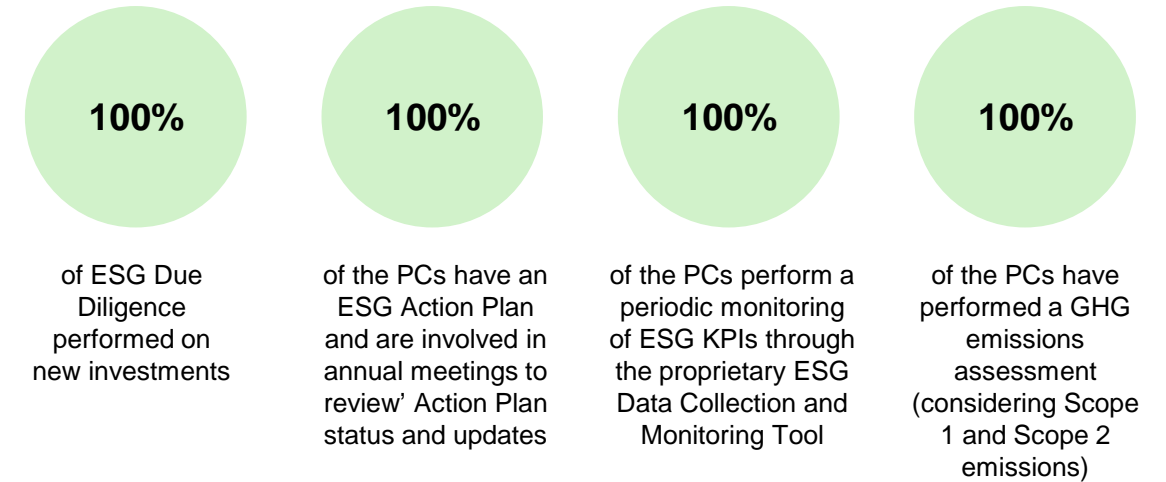 100%
of ESG Due
Diligence
performed on
new investments
100%
of the PCs have an
ESG Action Plan
and are involved in
annual meetings to
review’ Action Plan
status and updates
100%
of the PCs perform a
periodic monitoring
of ESG KPIs through
the proprietary ESG
Data Collection and
Monitoring Tool
100%
of the PCs have
performed a GHG
emissions
assessment
(considering Scope
1 and Scope 2
emissions)